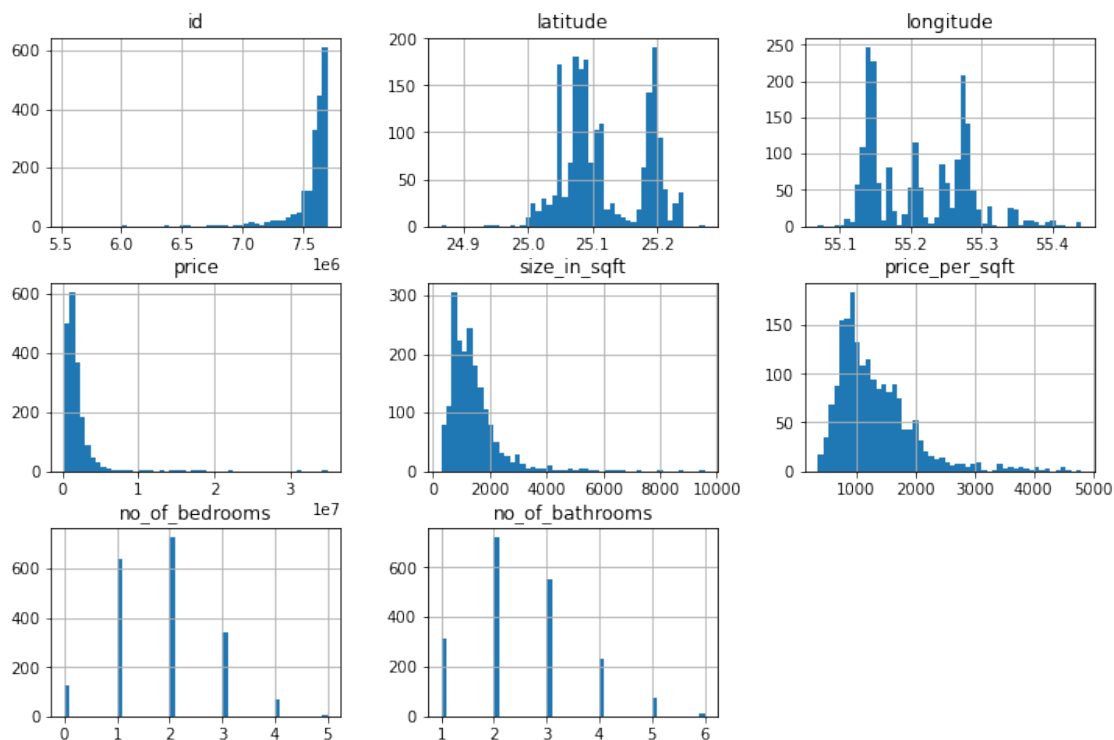 id latitude longitude
600 200 250
400 150 200
200 100 150
0 50 100
0 50
0
5.5 6.0 6.5 7.0 7.5 24.9 25.0 25.1 25.2 55.1 55.2 55.3 55.4
1e6
price size_in_sqft price_per_sqft
600 300 150
400 200 100
200 100 50
0 0 0
0 1 2 3 0 2000 4000 6000 8000 10000 1000 2000 3000 4000 5000
1e7
no_of_bedrooms no_of_bathrooms
600 600
400 400
200 200
0 0
0 1 2 3 4 5 1 2 3 4 5 6